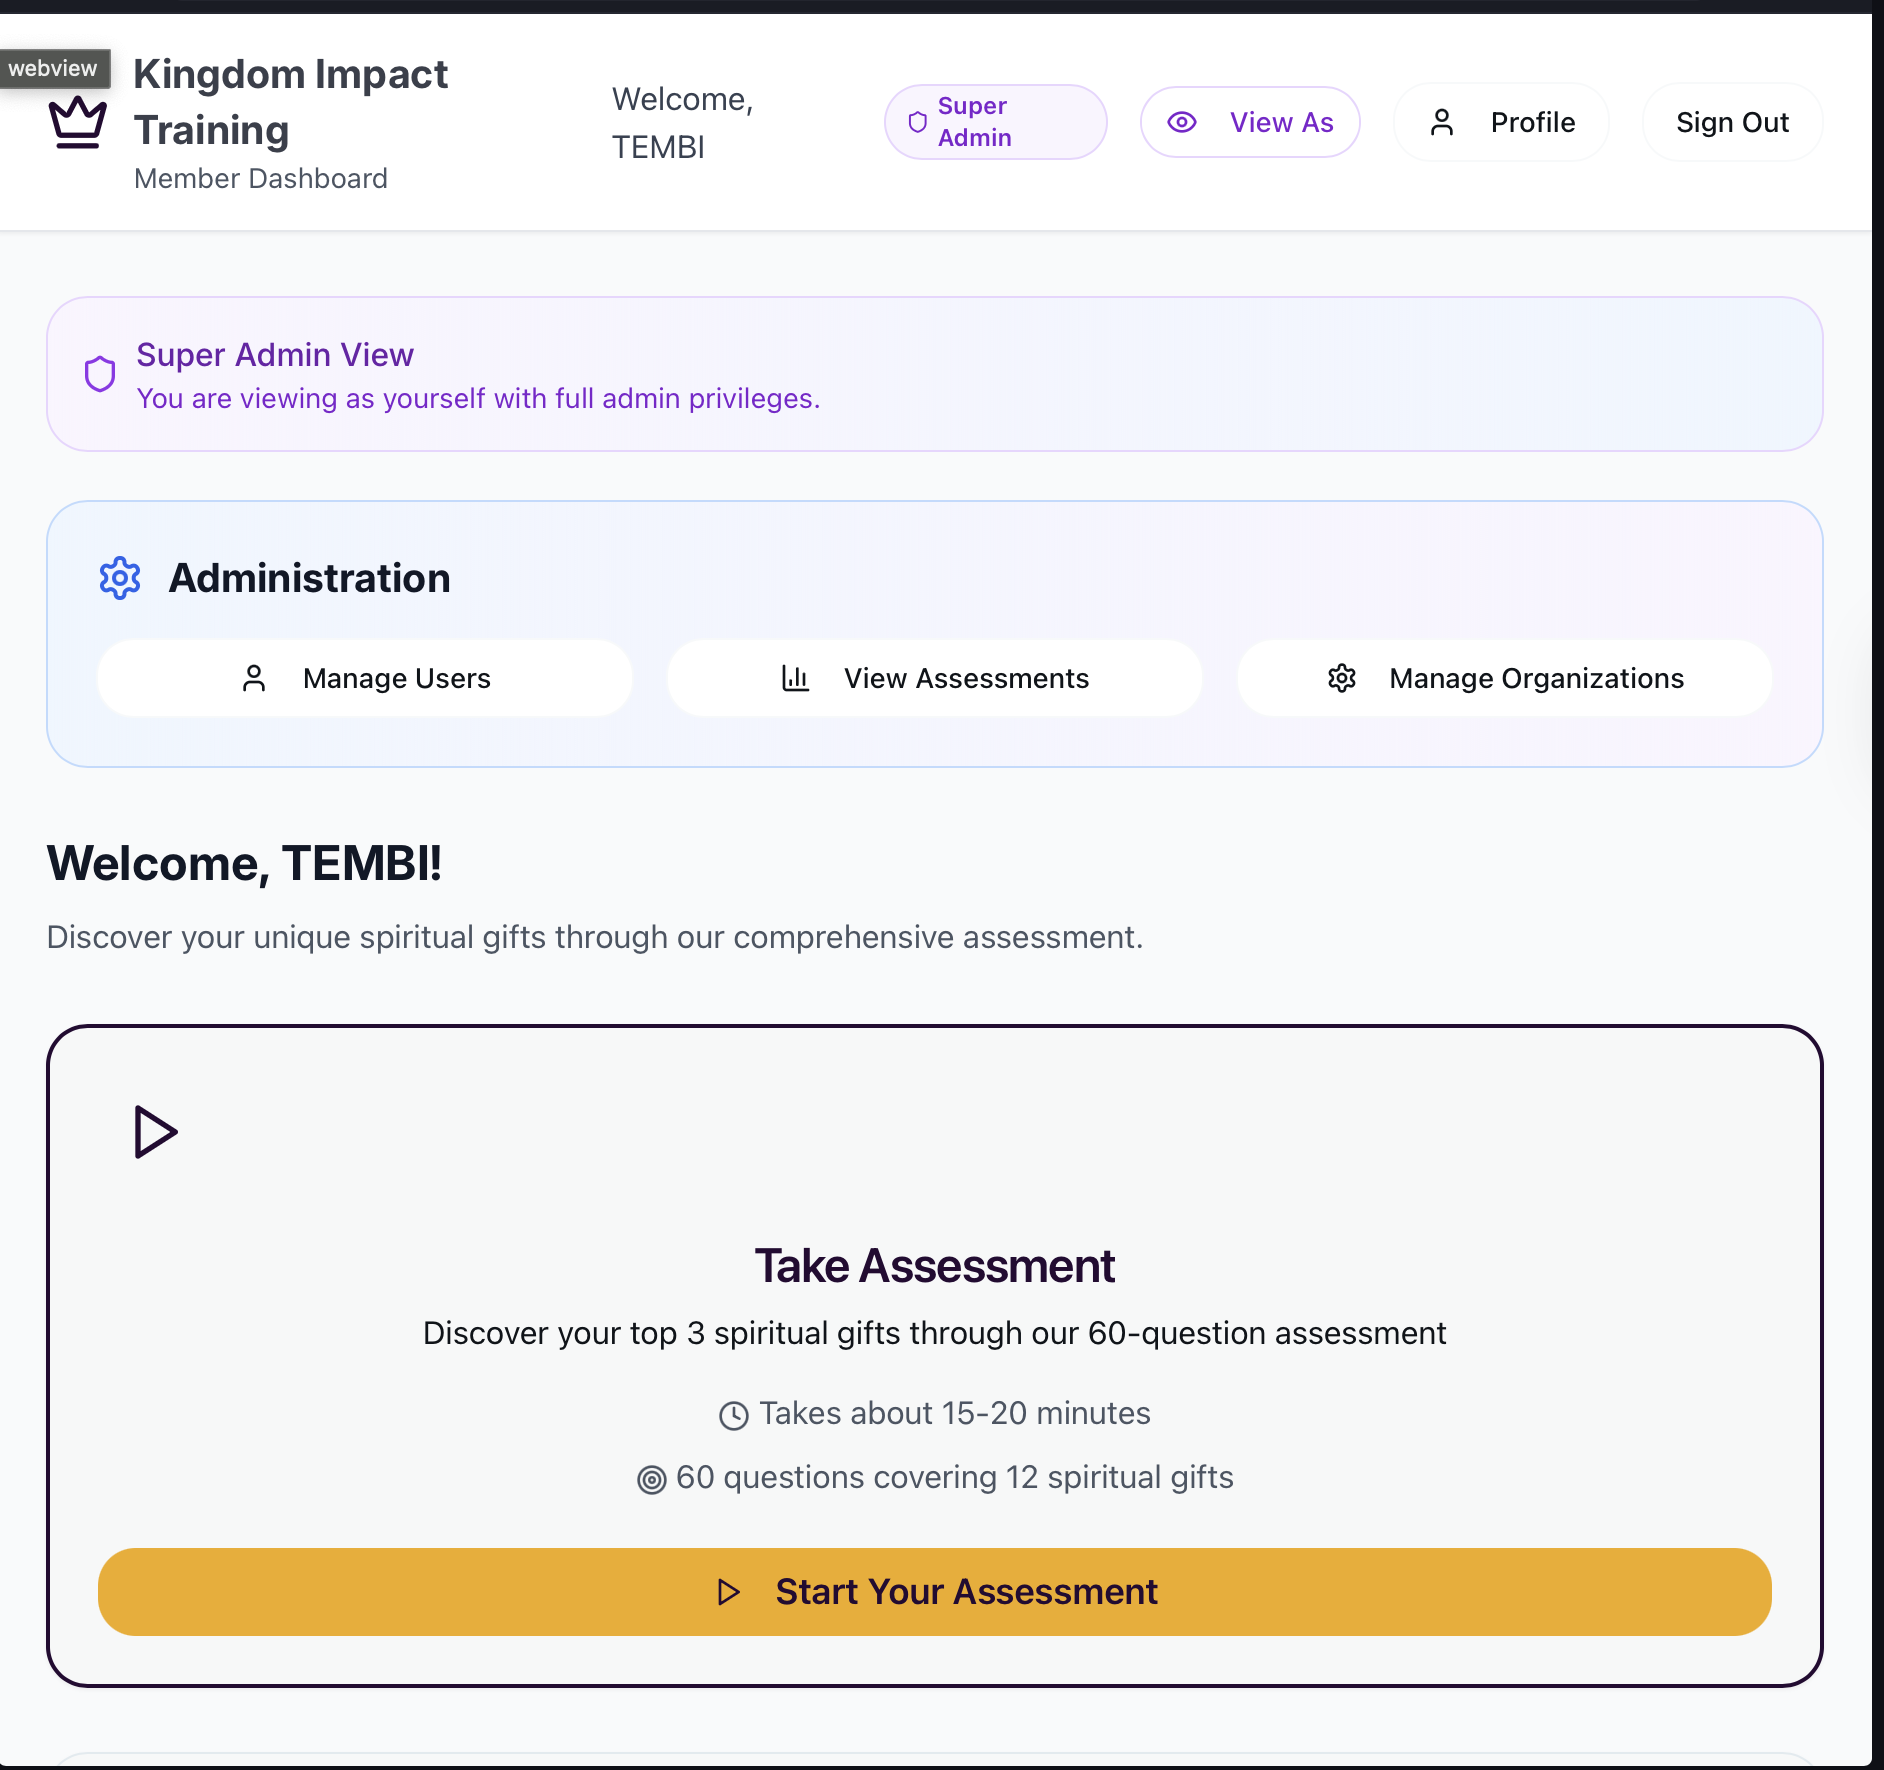 webview
Kingdom Impact
Training
Member Dashboard
Welcome,
TEMBI
Super
Admin
View As
Profile
Sign Out
Super Admin View
You are viewing as yourself with full admin privileges.
Administration
Manage Users
View Assessments
Manage Organizations
Welcome, TEMBI!
Discover your unique spiritual gifts through our comprehensive assessment.
Take Assessment
Discover your top 3 spiritual gifts through our 60-question assessment
Takes about 15-20 minutes
60 questions covering 12 spiritual gifts
Start Your Assessment